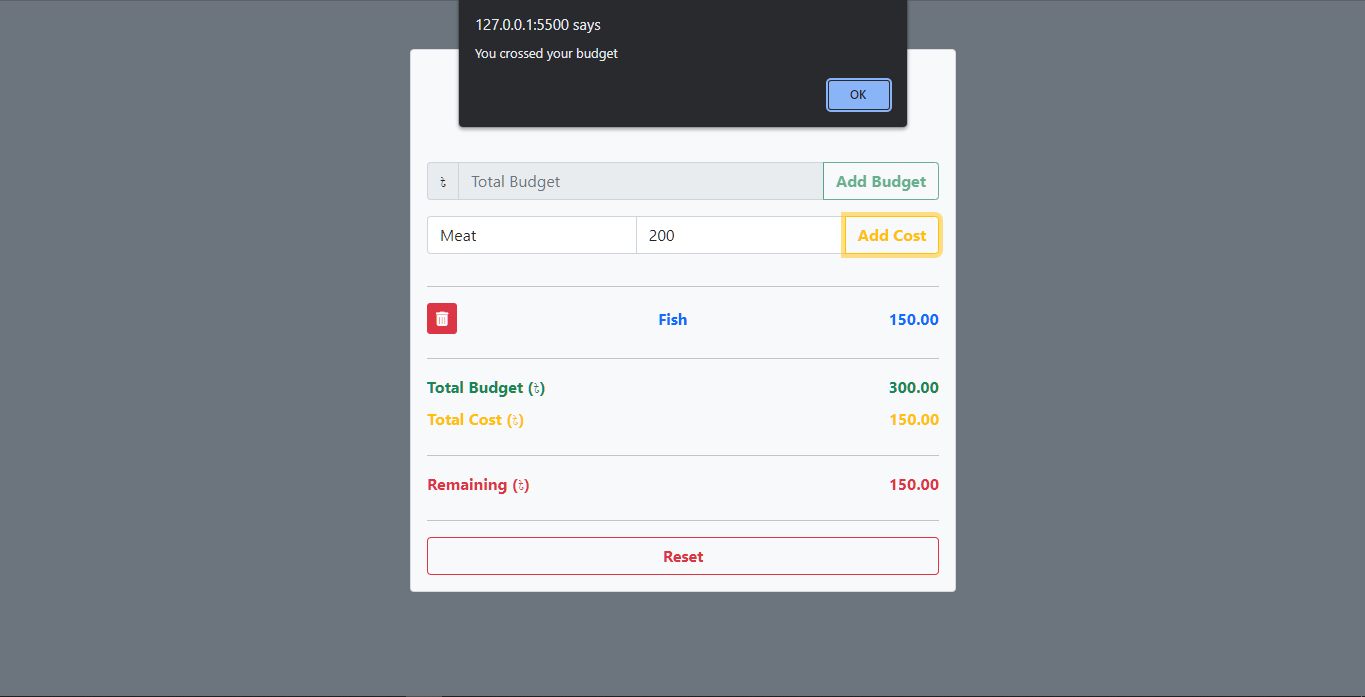 127.0.0.1:5500 says
You crossed your budget
OK
৳ Total Budget Add Budget
Meat 200 Add Cost
Fish 150.00
Total Budget (৳) 300.00
Total Cost (৳) 150.00
Remaining (৳) 150.00
Reset